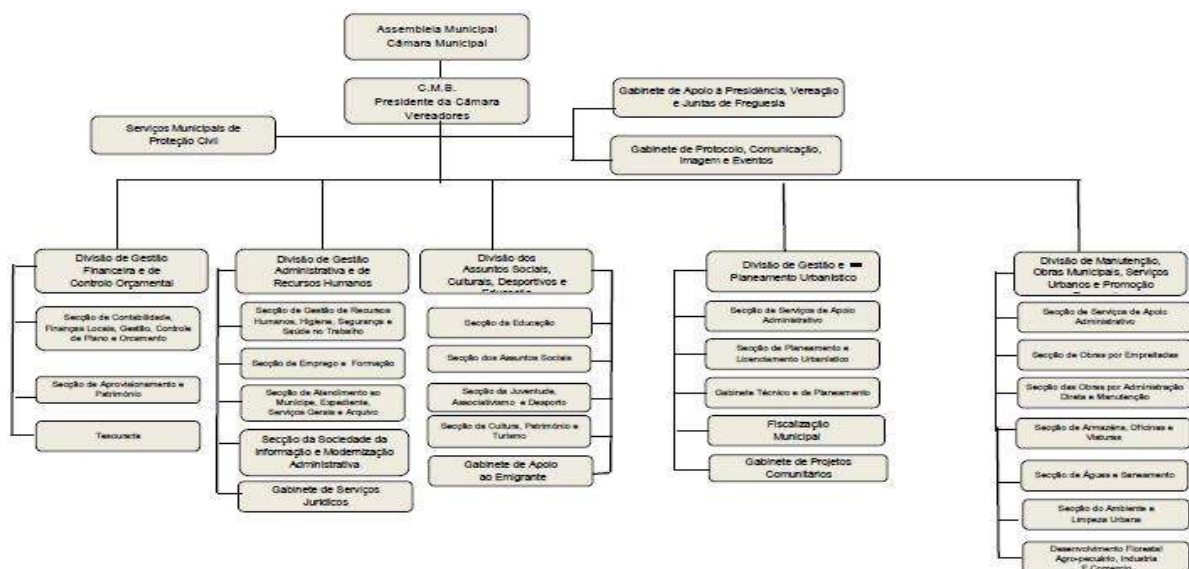 Assembleia Municipal
Câmara Municipal
C.M.B.
Presidente da Câmara
Vereadores
Gabinete de Apoio à Presidência, Vereação
e Juntas de Freguesia
Serviços Municipais de
Proteção Civil
Gabinete de Protocolo, Comunicação,
Imagem e Eventos
Divisão de Gestão
Financeira e de
Controlo Orçamental
Secção de Contabilidade,
Finanças Locais, Gestão, Controle
de Plano e Orçamento
Secção de Aprovisionamento e
Património
Tesouraria
Divisão de Gestão
Administrativa e de
Recursos Humanos
Secção de Gestão de Recursos
Humanos, Higiene, Segurança e
Saúde no Trabalho
Secção de Emprego e Formação
Secção de Atendimento ao
Munícipe, Expediente,
Serviços Gerais e Arquivo
Secção da Sociedade da
Informação e Modernização
Administrativa
Gabinete de Serviços
Jurídicos
Divisão dos
Assuntos Sociais,
Culturais, Desportivos e
Educação
Secção da Educação
Secção dos Assuntos Sociais
Secção da Juventude,
Associativismo e Desporto
Secção da Cultura, Património e
Turismo
Gabinete de Apoio
ao Emigrante
Divisão de Gestão e
Planeamento Urbanístico
Secção de Serviços de Apoio
Administrativo
Secção de Planeamento e
Licenciamento Urbanístico
Gabinete Técnico e de Planeamento
Fiscalização
Municipal
Gabinete de Projetos
Comunitários
Divisão de Manutenção,
Obras Municipais, Serviços
Urbanos e Promoção
Secção de Serviços de Apoio
Administrativo
Secção de Obras por Empreitadas
Secção das Obras por Administração
Direta e Manutenção
Secção de Armazéns, Oficinas e
Viaturas
Secção de Águas e Saneamento
Secção do Ambiente e
Limpeza Urbana
Desenvolvimento Florestal
Agro-pecuário, Industria
E Comercio